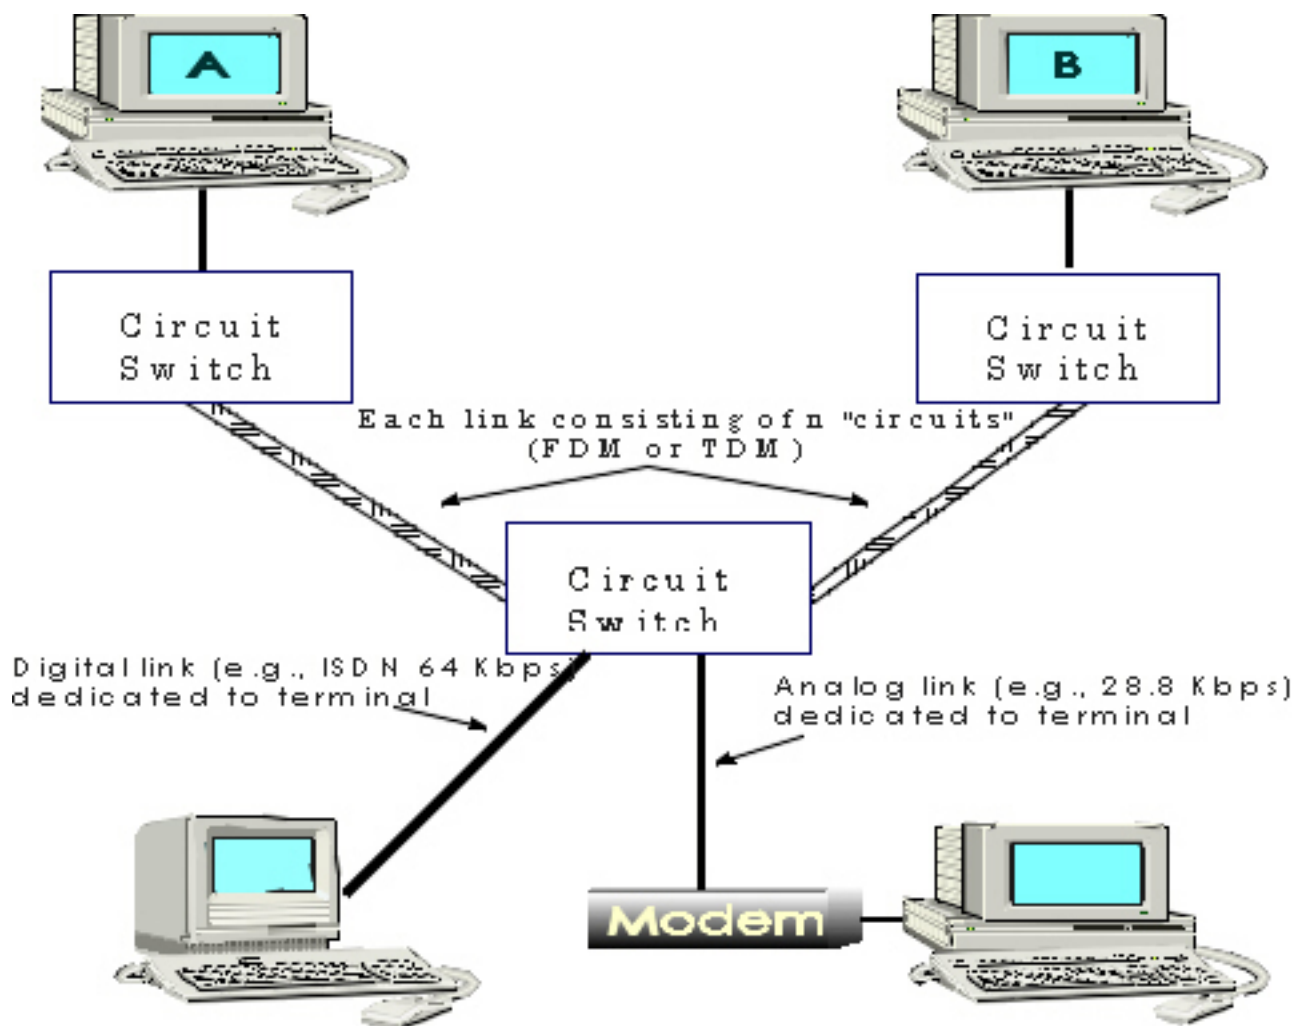 A
B
Circuit
Switch
Circuit
Switch
Each link consisting of n "circuits"
(FDM or TDM)
Circuit
Switch
Digital link (e.g., ISDN 64 Kbps)
dedicated to terminal
Analog link (e.g., 28.8 Kbps)
dedicated to terminal
Modem